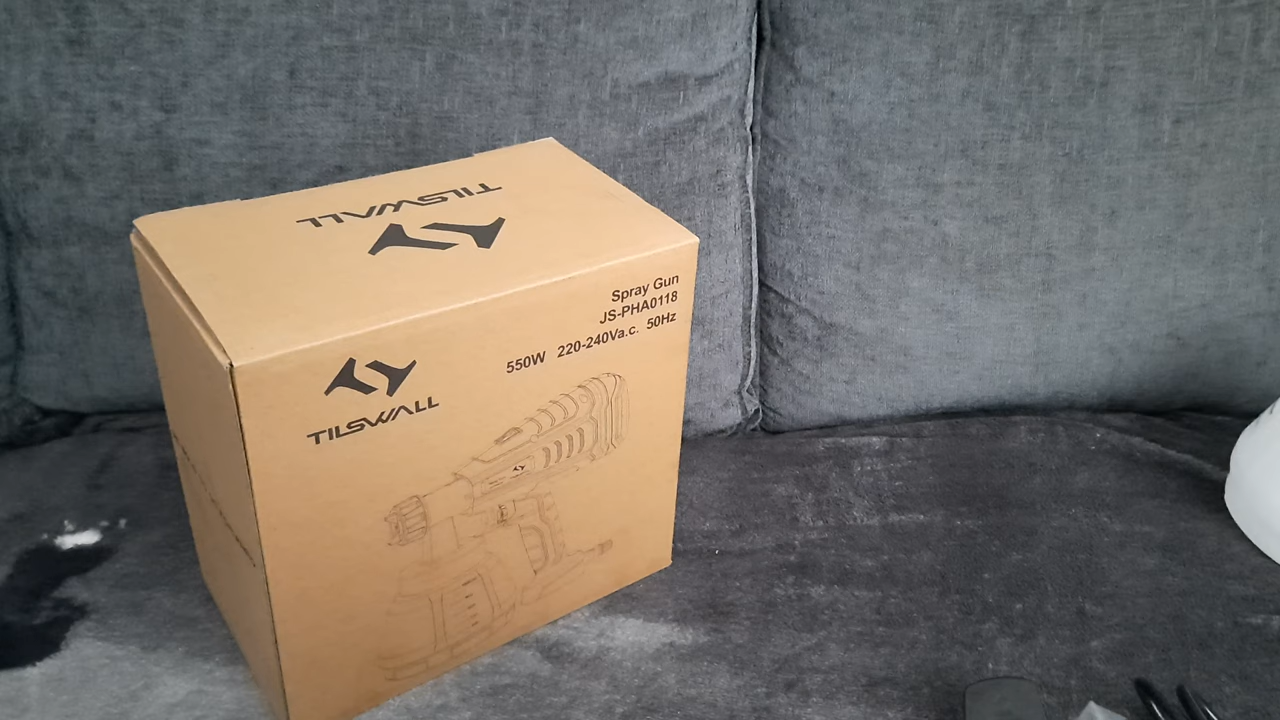 TILSWALL
Spray Gun
JS-PHA0118
550W 220-240Va.c. 50Hz
TILSWALL